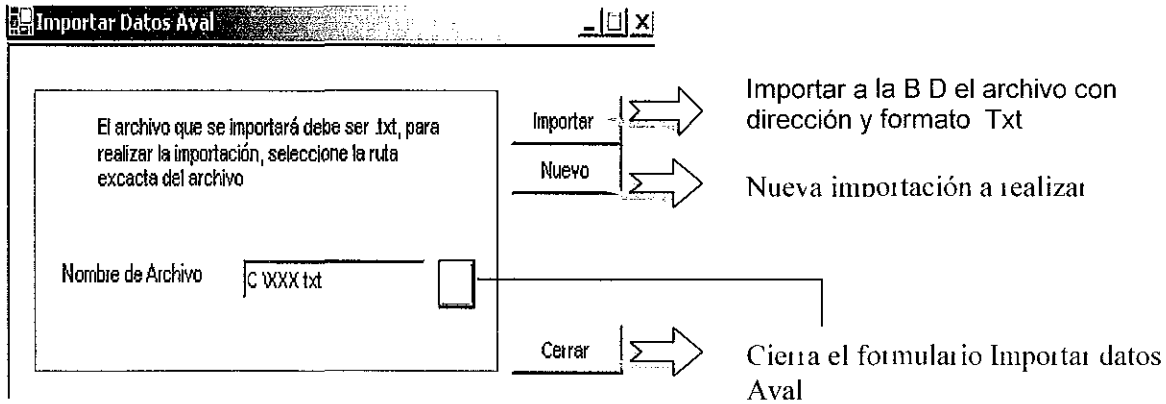 Importar Datos Aval
El archivo que se importará debe ser .txt, para
realizar la importación, seleccione la ruta
excacta del archivo
Nombre de Archivo
C \XXX txt
Importar
Nuevo
Cerrar
Importar a la B D el archivo con
dirección y formato Txt
Nueva importación a realizar
Cierra el formulario Importar datos
Aval